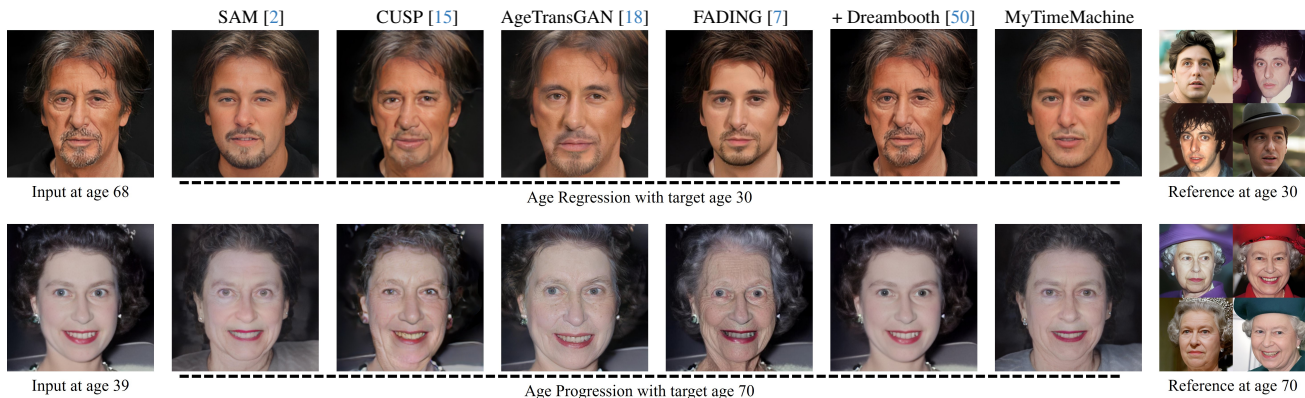 SAM [2] CUSP [15] AgeTransGAN [18] FADING [7] + Dreambooth [50] MyTimeMachine
Input at age 68
Age Regression with target age 30
Reference at age 30
Input at age 39
Age Progression with target age 70
Reference at age 70